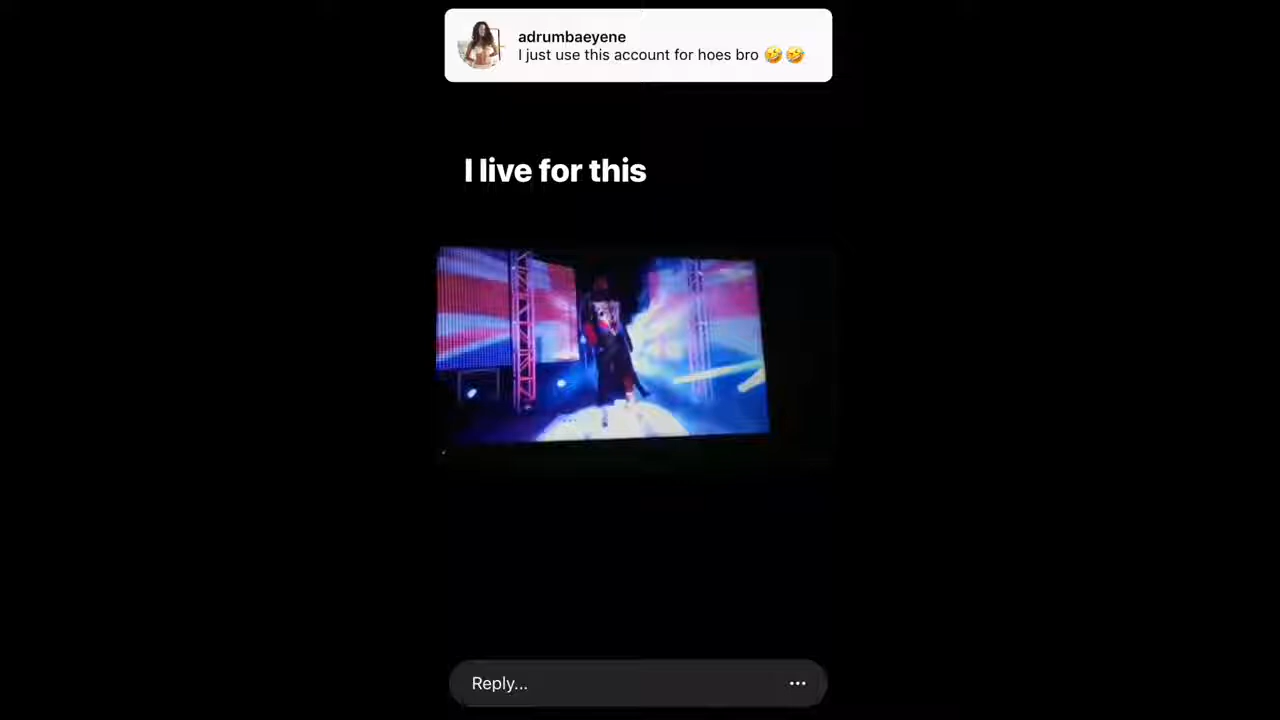 adrumbaeyene
I just use this account for hoes bro 🤣🤣
I live for this
Reply...